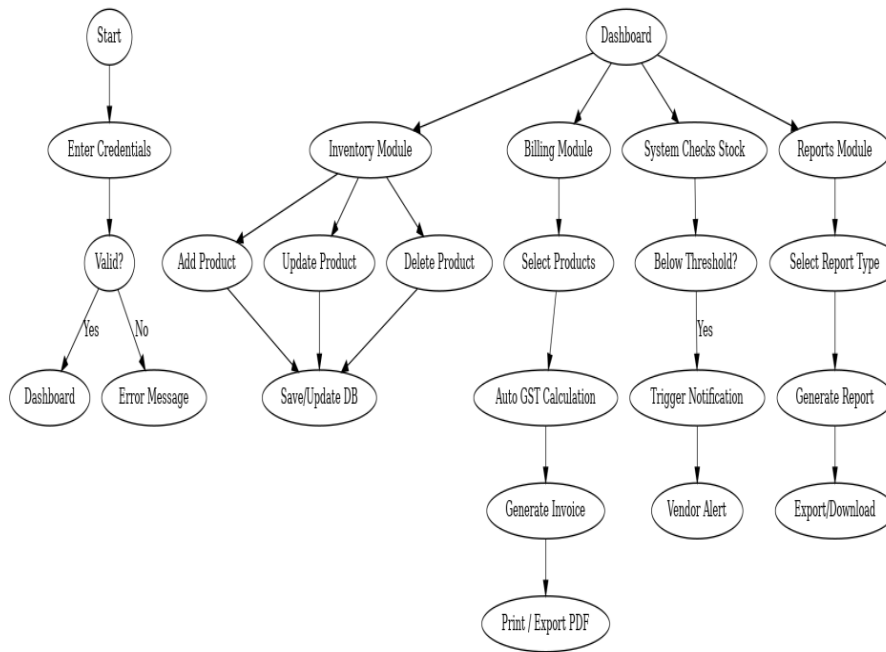 Start
Dashboard
Enter Credentials
Inventory Module
Billing Module
System Checks Stock
Reports Module
Valid?
Add Product
Update Product
Delete Product
Select Products
Below Threshold?
Select Report Type
Yes
No
Yes
Dashboard
Error Message
Save/Update DB
Auto GST Calculation
Trigger Notification
Generate Report
Generate Invoice
Vendor Alert
Export/Download
Print / Export PDF